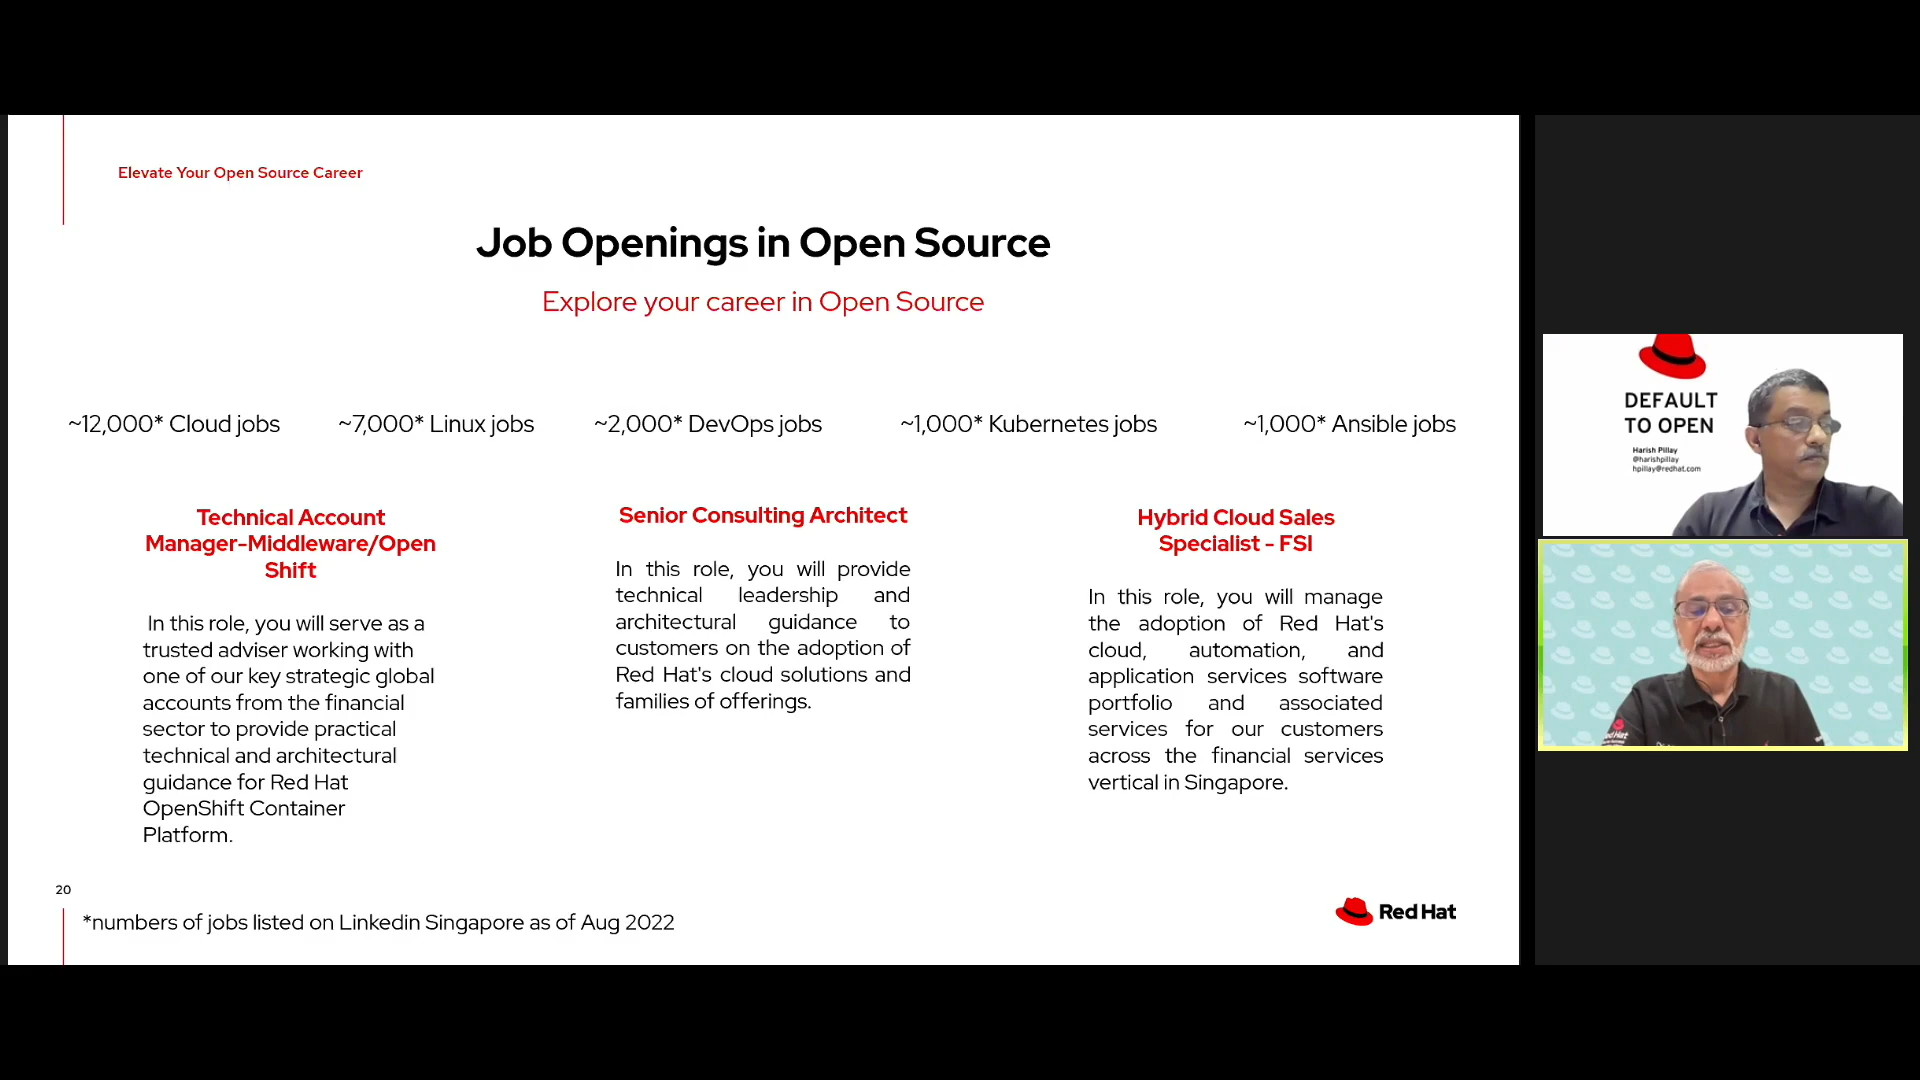 Elevate Your Open Source Career
Job Openings in Open Source
Explore your career in Open Source
~12,000* Cloud jobs
~7,000* Linux jobs
~2,000* DevOps jobs
~1,000* Kubernetes jobs
~1,000* Ansible jobs
Technical Account
Manager-Middleware/Open
Shift
In this role, you will serve as a
trusted adviser working with
one of our key strategic global
accounts from the financial
sector to provide practical
technical and architectural
guidance for Red Hat
OpenShift Container
Platform.
Senior Consulting Architect
In this role, you will provide
technical leadership and
architectural guidance to
customers on the adoption of
Red Hat's cloud solutions and
families of offerings.
Hybrid Cloud Sales
Specialist - FSI
In this role, you will manage
the adoption of Red Hat's
cloud, automation, and
application services software
portfolio and associated
services for our customers
across the financial services
vertical in Singapore.
20
*numbers of jobs listed on Linkedin Singapore as of Aug 2022
Red Hat
DEFAULT
TO OPEN
Harish Pillay
@harishpillay
hpillay@redhat.com